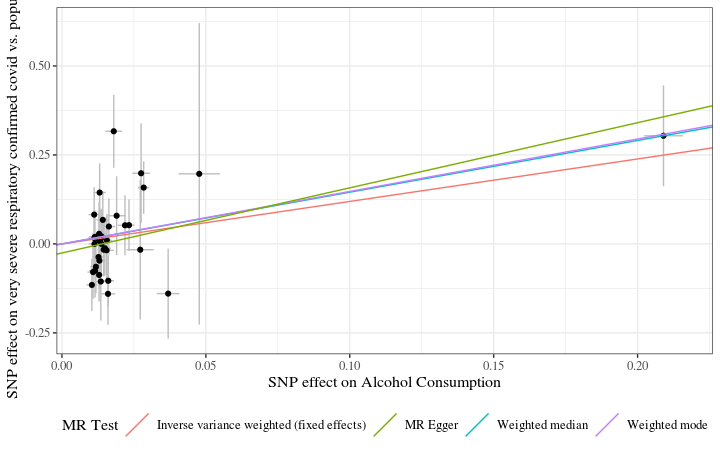 SNP effect on very severe respiratory confirmed covid vs.
0.50
0.25
0.00
-0.25
0.00 0.05 0.10 0.15 0.20
SNP effect on Alcohol Consumption
MR Test Inverse variance weighted (fixed effects) MR Egger Weighted median Weighted mode